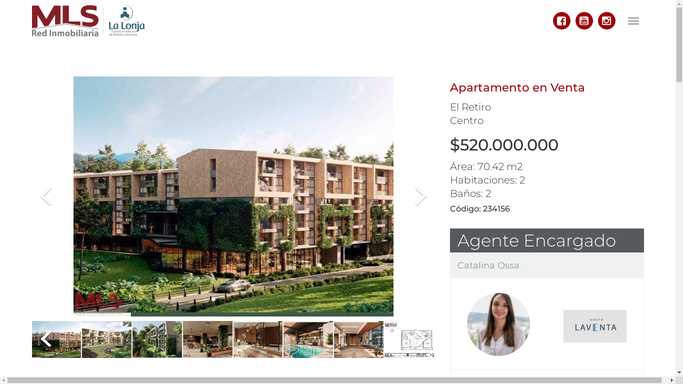 MLS
Red Inmobiliaria
La Lonja
Apartamento en Venta
El Retiro
Centro
$520.000.000
Área: 70.42 m2
Habitaciones: 2
Baños: 2
Código: 234156
Agente Encargado
Catalina Ossa
LAVENTA
MLS